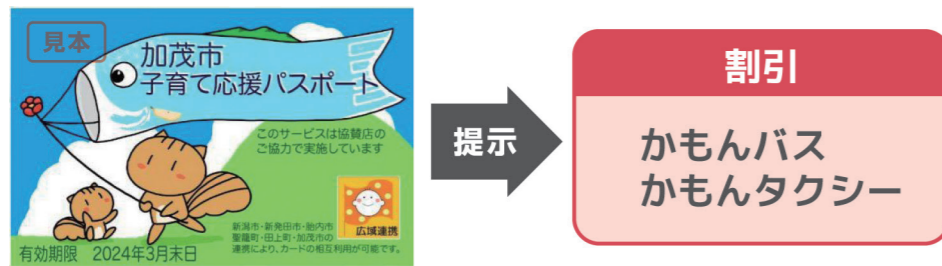 見本
加茂市
子育て応援パスポート
このサービスは協賛店の
ご協力で実施しています
広域連携
新潟市・新発田市・胎内市
聖籠町・田上町・加茂市の
連携により、カードの相互利用が可能です。
有効期限 2024年3月末日
提示
割引
かもんバス
かもんタクシー